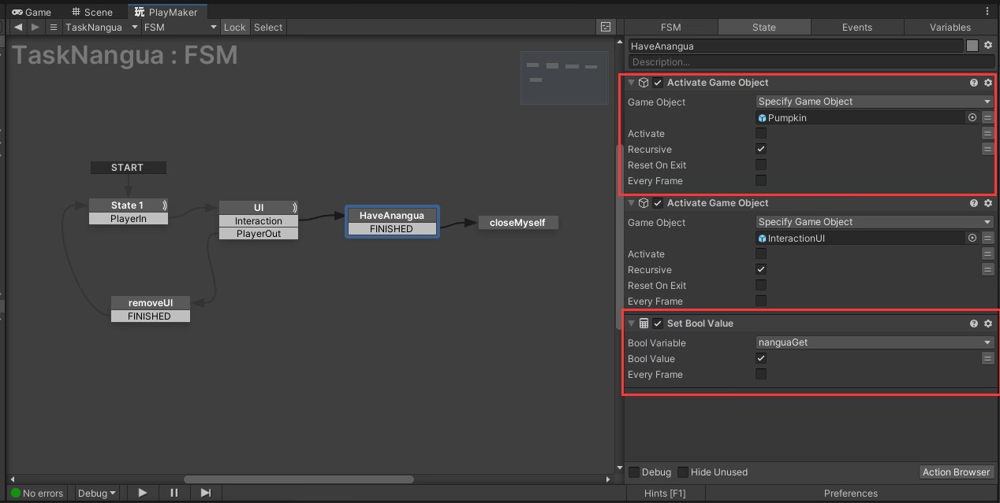 Game Scene PlayMaker
TaskNangua FSM Lock Select
TaskNangua : FSM
START
State 1
PlayerIn
UI
Interaction
PlayerOut
HaveAnangua
FINISHED
closeMyself
removeUI
FINISHED
No errors Debug
FSM State Events Variables
HaveAnangua
Description...
Activate Game Object
Game Object Specify Game Object
Pumpkin
Activate
Recursive
Reset On Exit
Every Frame
Activate Game Object
Game Object Specify Game Object
InteractionUI
Activate
Recursive
Reset On Exit
Every Frame
Set Bool Value
Bool Variable nanguaGet
Bool Value
Every Frame
Debug Hide Unused Action Browser
Hints [F1] Preferences